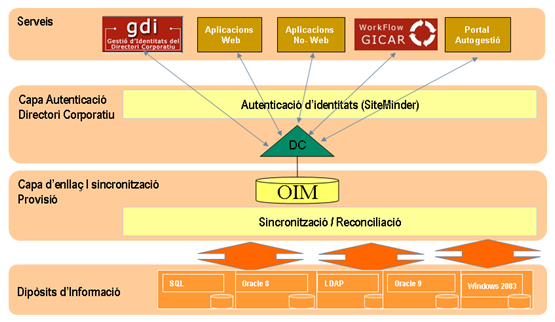 Serveis
gdi
Gestió d'Identitats del
Directori Corporatiu
Aplicacions
Web
Aplicacions
No- Web
WorkFlow
GICAR
Portal
Autogestió
Capa Autenticació
Directori Corporatiu
Autenticació d'identitats (SiteMinder)
DC
Capa d'enllaç I sincronització
Provisió
OIM
Sincronització / Reconciliació
Dipòsits d'Informació
SQL
Oracle 8
LDAP
Oracle 9
Windows 2003